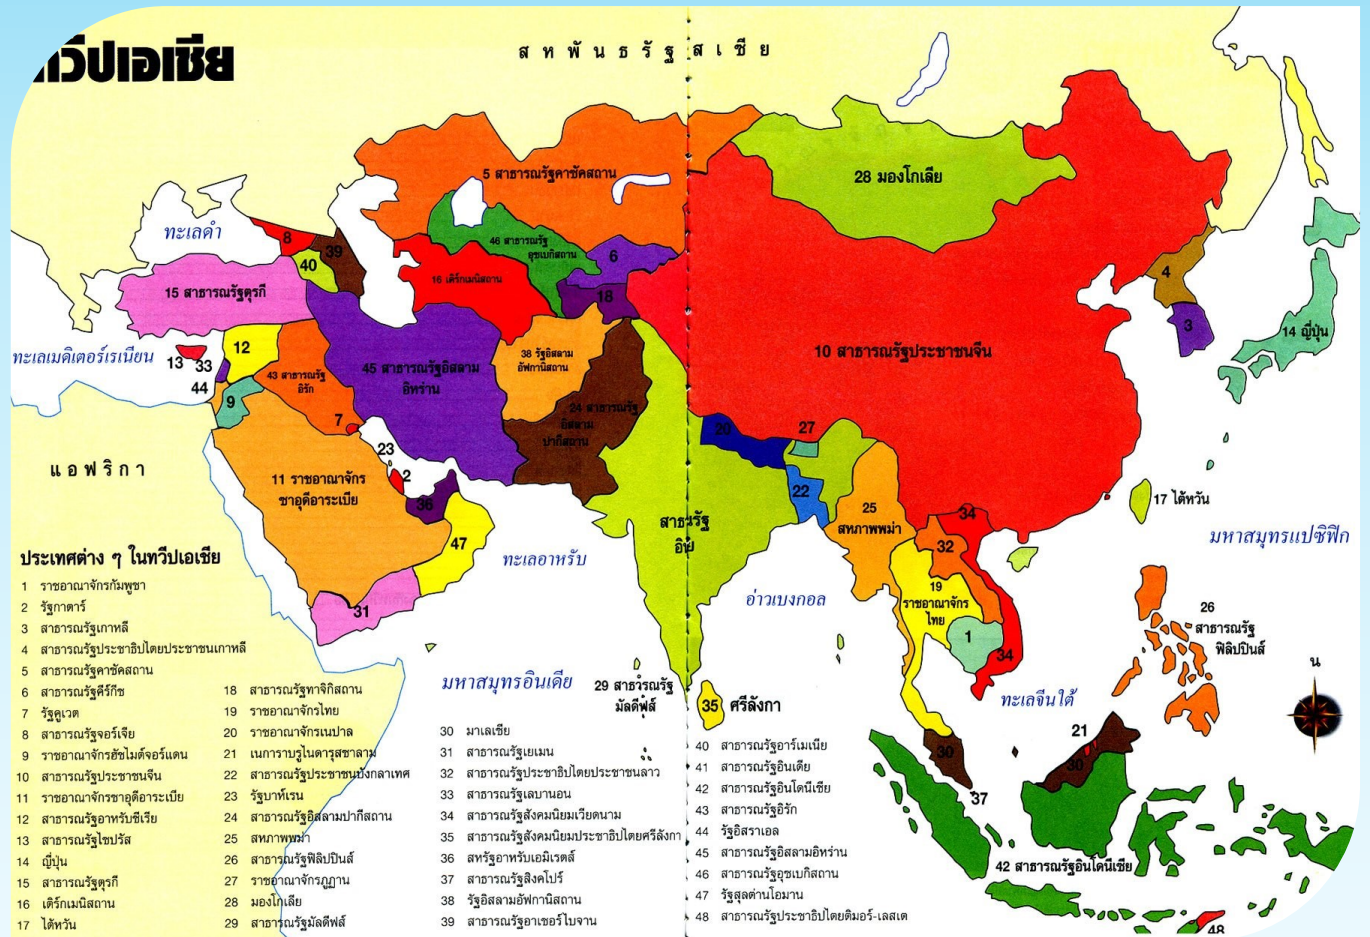 ทวีปเอเชีย
ส ห พั น ธ รั ฐ ส เ ซี ย
5 สาธารณรัฐคาซัคสถาน
28 มองโกเลีย
ทะเลดำ
8
39
40
46 สาธารณรัฐ
อุซเบกิสถาน
6
16 เติร์กเมนิสถาน
18
4
3
14 ญี่ปุ่น
15 สาธารณรัฐตุรกี
ทะเลเมดิเตอร์เรเนียน
13
33
44
12
9
43 สาธารณรัฐ
อิรัก
45 สาธารณรัฐอิสลาม
อิหร่าน
38 รัฐอิสลาม
อัฟกานิสถาน
10 สาธารณรัฐประชาชนจีน
24 สาธารณรัฐ
อิสลาม
ปากีสถาน
7
23
2
36
20
27
22
แ อ ฟ ริ ก า
11 ราชอาณาจักร
ซาอุดีอาระเบีย
47
31
ทะเลอาหรับ
สาธารรัฐ
อินเ
25
สหภาพพม่า
34
32
17 ไต้หวัน
มหาสมุทรแปซิฟิก
อ่าวเบงกอล
19
ราชอาณาจักร
ไทย
1
34
26
สาธารณรัฐ
ฟิลิปปินส์
น
มหาสมุทรอินเดีย
29 สาธารณรัฐ
มัลดีฟส์
35 ศรีลังกา
ทะเลจีนใต้
21
30
30
37
42 สาธารณรัฐอินโดนีเซีย
48
ประเทศต่าง ๆ ในทวีปเอเชีย
1 ราชอาณาจักรกัมพูชา
2 รัฐกาตาร์
3 สาธารณรัฐเกาหลี
4 สาธารณรัฐประชาธิปไตยประชาชนเกาหลี
5 สาธารณรัฐคาซัคสถาน
6 สาธารณรัฐคีร์กีซ
7 รัฐคูเวต
8 สาธารณรัฐจอร์เจีย
9 ราชอาณาจักรฮัชไมต์จอร์แดน
10 สาธารณรัฐประชาชนจีน
11 ราชอาณาจักรซาอุดีอาระเบีย
12 สาธารณรัฐอาหรับซีเรีย
13 สาธารณรัฐไซปรัส
14 ญี่ปุ่น
15 สาธารณรัฐตุรกี
16 เติร์กเมนิสถาน
17 ไต้หวัน
18 สาธารณรัฐทาจิกิสถาน
19 ราชอาณาจักรไทย
20 ราชอาณาจักรเนปาล
21 เนการาบรูไนดารุสซาลาม
22 สาธารณรัฐประชาชนบังกลาเทศ
23 รัฐบาห์เรน
24 สาธารณรัฐอิสลามปากีสถาน
25 สหภาพพม่า
26 สาธารณรัฐฟิลิปปินส์
27 ราชอาณาจักรภูฏาน
28 มองโกเลีย
29 สาธารณรัฐมัลดีฟส์
30 มาเลเซีย
31 สาธารณรัฐเยเมน
32 สาธารณรัฐประชาธิปไตยประชาชนลาว
33 สาธารณรัฐเลบานอน
34 สาธารณรัฐสังคมนิยมเวียดนาม
35 สาธารณรัฐสังคมนิยมประชาธิปไตยศรีลังกา
36 สหรัฐอาหรับเอมิเรตส์
37 สาธารณรัฐสิงคโปร์
38 รัฐอิสลามอัฟกานิสถาน
39 สาธารณรัฐอาเซอร์ไบจาน
40 สาธารณรัฐอาร์เมเนีย
41 สาธารณรัฐอินเดีย
42 สาธารณรัฐอินโดนีเซีย
43 สาธารณรัฐอิรัก
44 รัฐอิสราเอล
45 สาธารณรัฐอิสลามอิหร่าน
46 สาธารณรัฐอุซเบกิสถาน
47 รัฐสุลต่านโอมาน
48 สาธารณรัฐประชาธิปไตยติมอร์-เลสเต